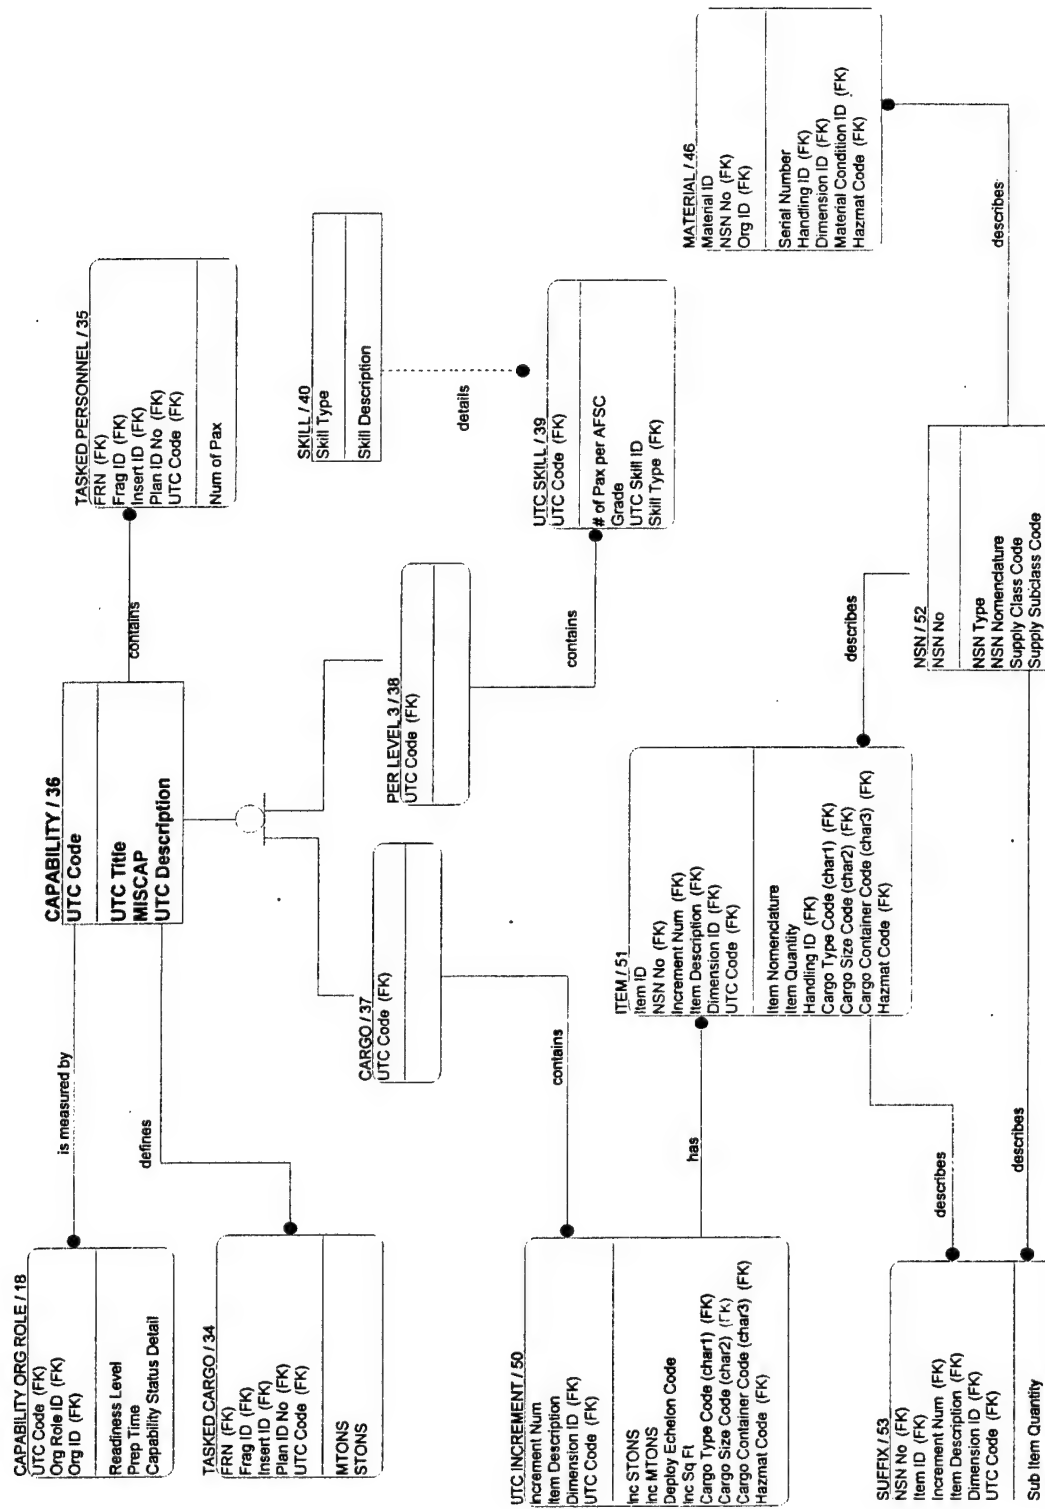 CAPABILITY ORG ROLE / 18
UTC Code (FK)
Org Role ID (FK)
Org ID (FK)
Readiness Level
Prep Time
Capability Status Detail
is measured by
TASKED CARGO / 34
FRN (FK)
Frag ID (FK)
Insert ID (FK)
Plan ID No (FK)
UTC Code (FK)
MTONS
STONS
defines
CAPABILITY / 36
UTC Code
UTC Title
MISCAP
UTC Description
contains
TASKED PERSONNEL / 35
FRN (FK)
Frag ID (FK)
Insert ID (FK)
Plan ID No (FK)
UTC Code (FK)
Num of Pax
SKILL / 40
Skill Type
Skill Description
details
CARGO / 37
UTC Code (FK)
PER LEVEL 3 / 38
UTC Code (FK)
contains
UTC SKILL / 39
UTC Code (FK)
# of Pax per AFSC
Grade
UTC Skill ID
Skill Type (FK)
contains
UTC INCREMENT / 50
Increment Num
Item Description
Dimension ID (FK)
UTC Code (FK)
Inc STONS
Inc MTONS
Deploy Echelon Code
Inc Sq Ft
Cargo Type Code (char1) (FK)
Cargo Size Code (char2) (FK)
Cargo Container Code (char3) (FK)
Hazmat Code (FK)
has
ITEM / 51
Item ID
NSN No (FK)
Increment Num (FK)
Item Description (FK)
Dimension ID (FK)
UTC Code (FK)
Item Nomenclature
Item Quantity
Handling ID (FK)
Cargo Type Code (char1) (FK)
Cargo Size Code (char2) (FK)
Cargo Container Code (char3) (FK)
Hazmat Code (FK)
describes
MATERIAL / 46
Material ID
NSN No (FK)
Org ID (FK)
Serial Number
Handling ID (FK)
Dimension ID (FK)
Material Condition ID (FK)
Hazmat Code (FK)
describes
SUFFIX / 53
NSN No (FK)
Item ID (FK)
Increment Num (FK)
Item Description (FK)
Dimension ID (FK)
UTC Code (FK)
Sub Item Quantity
describes
describes
NSN / 52
NSN No
NSN Type
NSN Nomenclature
Supply Class Code
Supply Subclass Code